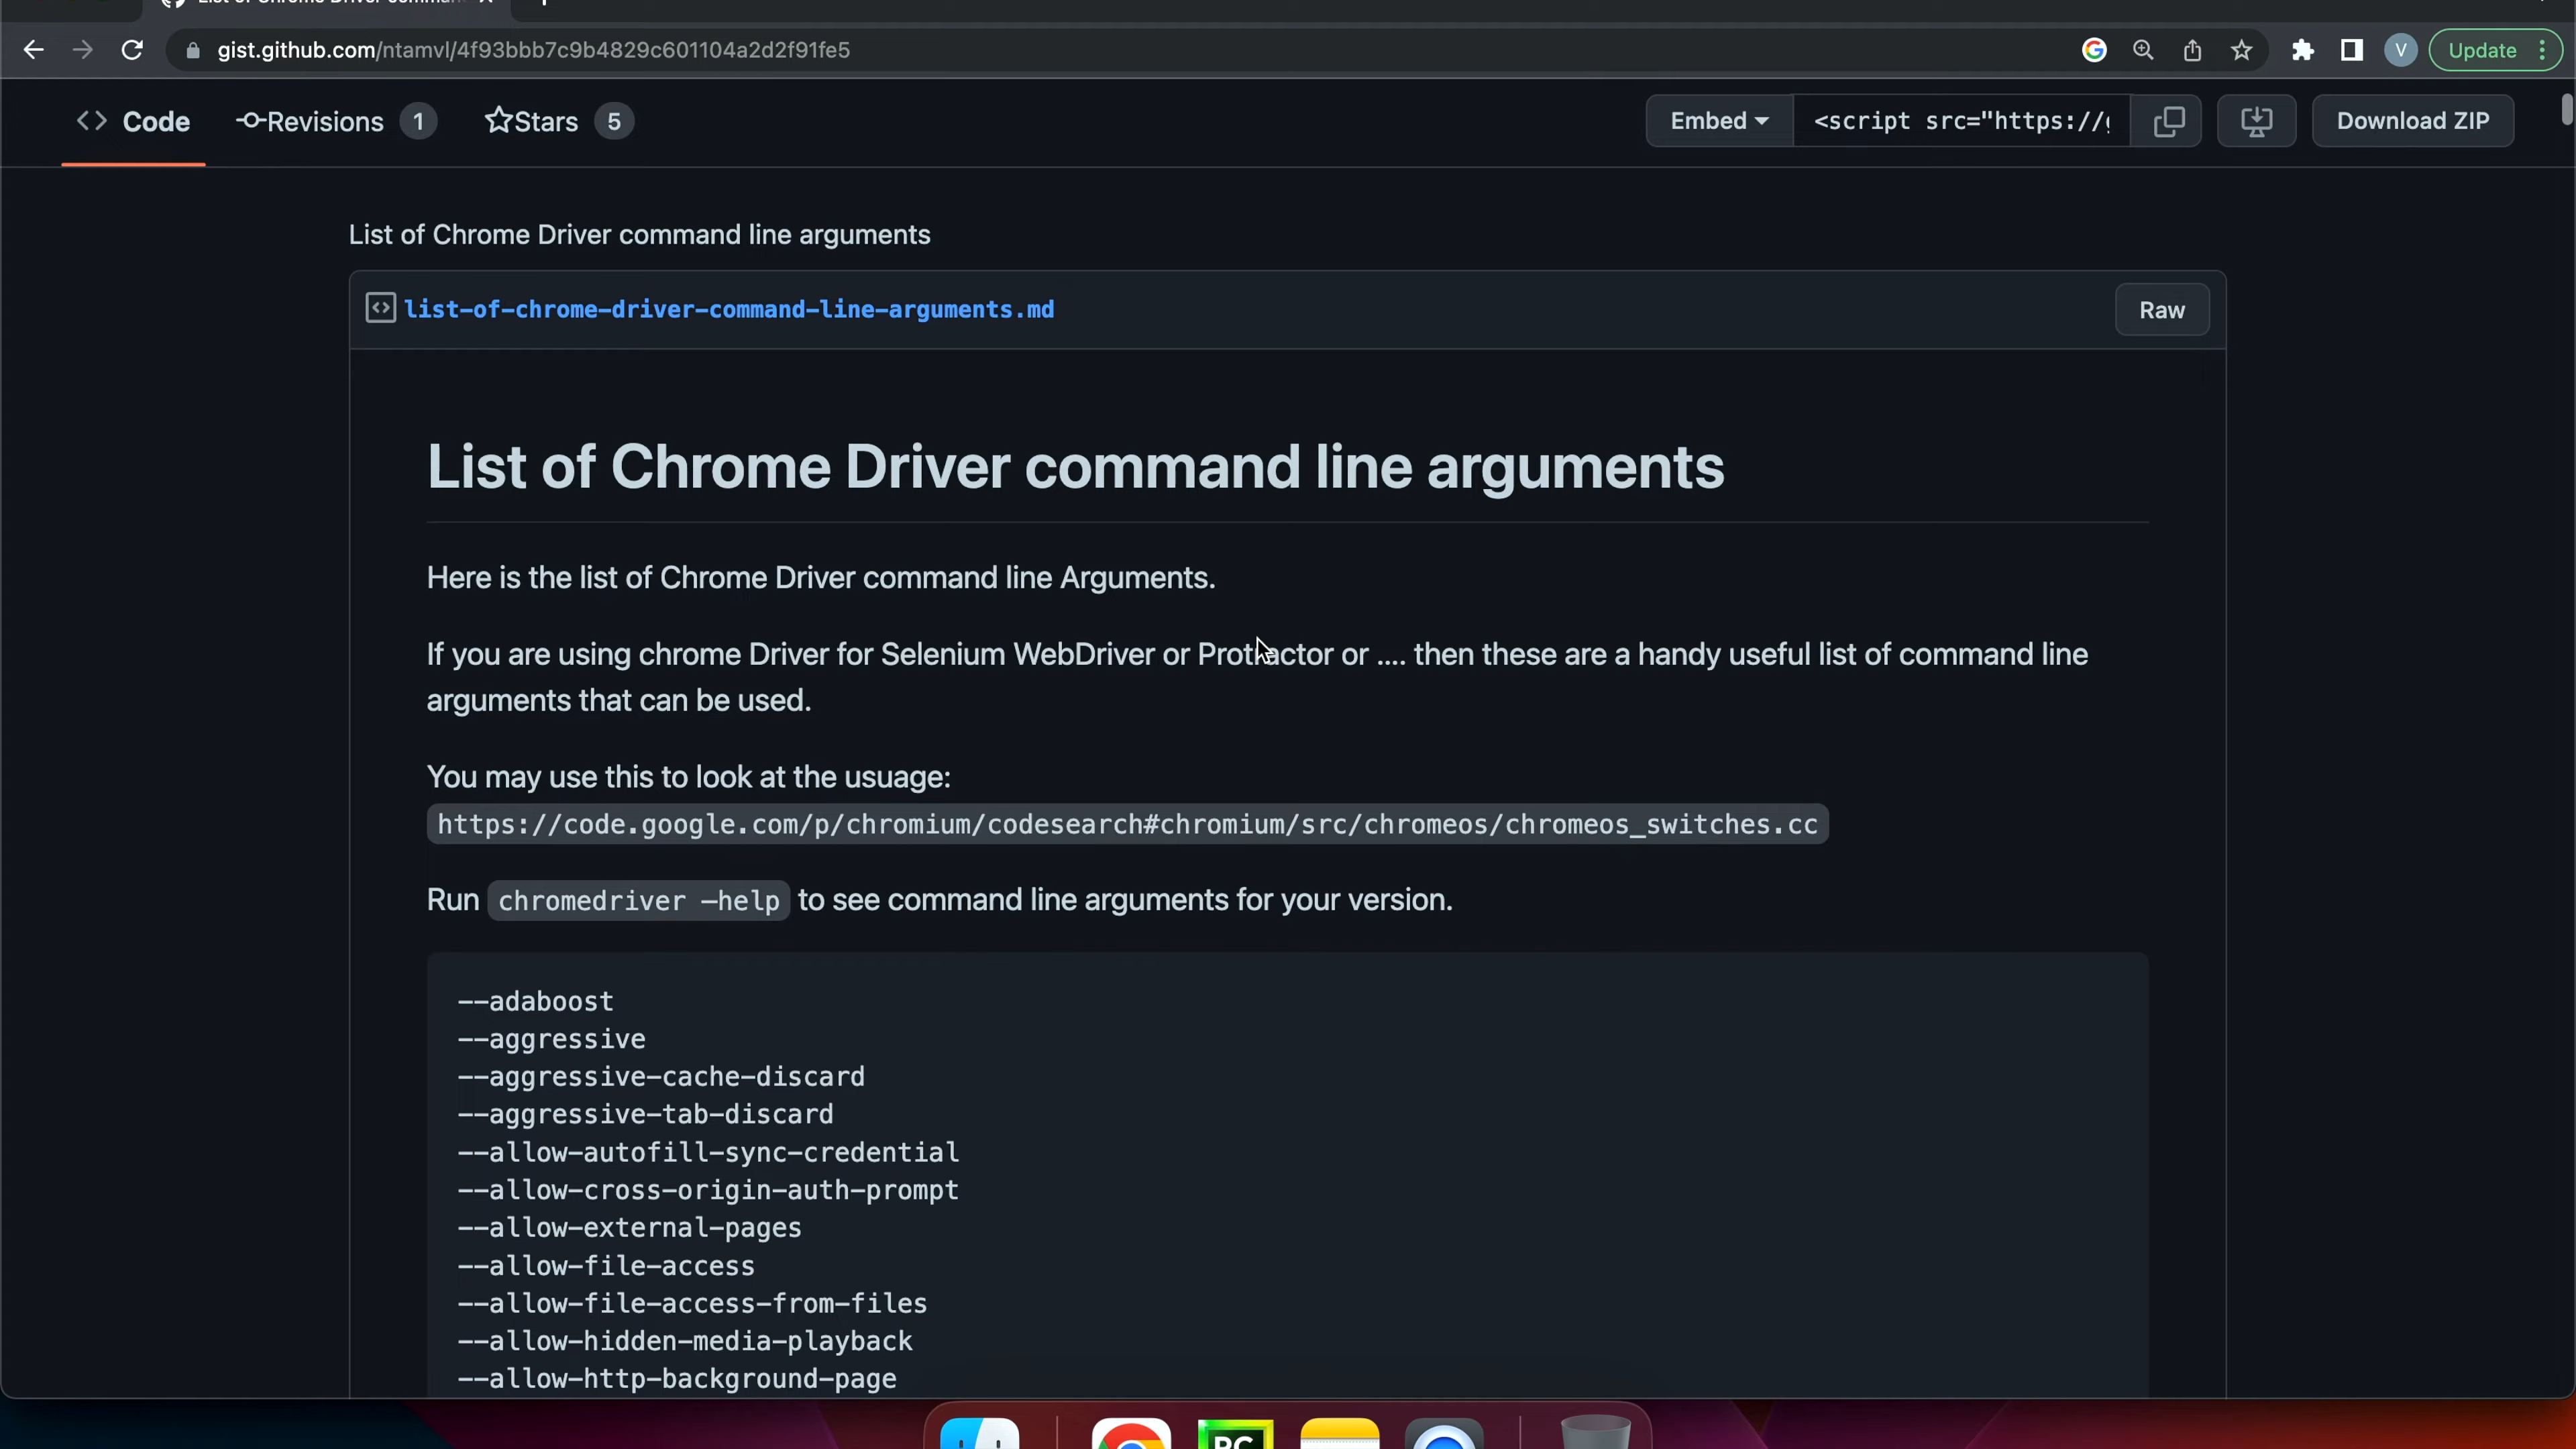 gist.github.com/ntamvl/4f93bbb7c9b4829c601104a2d2f91fe5
V
Update
Code
Revisions 1
Stars 5
Embed
<script src="https://g
Download ZIP
List of Chrome Driver command line arguments
list-of-chrome-driver-command-line-arguments.md
Raw
List of Chrome Driver command line arguments
Here is the list of Chrome Driver command line Arguments.
If you are using chrome Driver for Selenium WebDriver or Protractor or .... then these are a handy useful list of command line
arguments that can be used.
You may use this to look at the usuage:
https://code.google.com/p/chromium/codesearch#chromium/src/chromeos/chromeos_switches.cc
Run chromedriver —help to see command line arguments for your version.
--adaboost
--aggressive
--aggressive-cache-discard
--aggressive-tab-discard
--allow-autofill-sync-credential
--allow-cross-origin-auth-prompt
--allow-external-pages
--allow-file-access
--allow-file-access-from-files
--allow-hidden-media-playback
--allow-http-background-page
PC